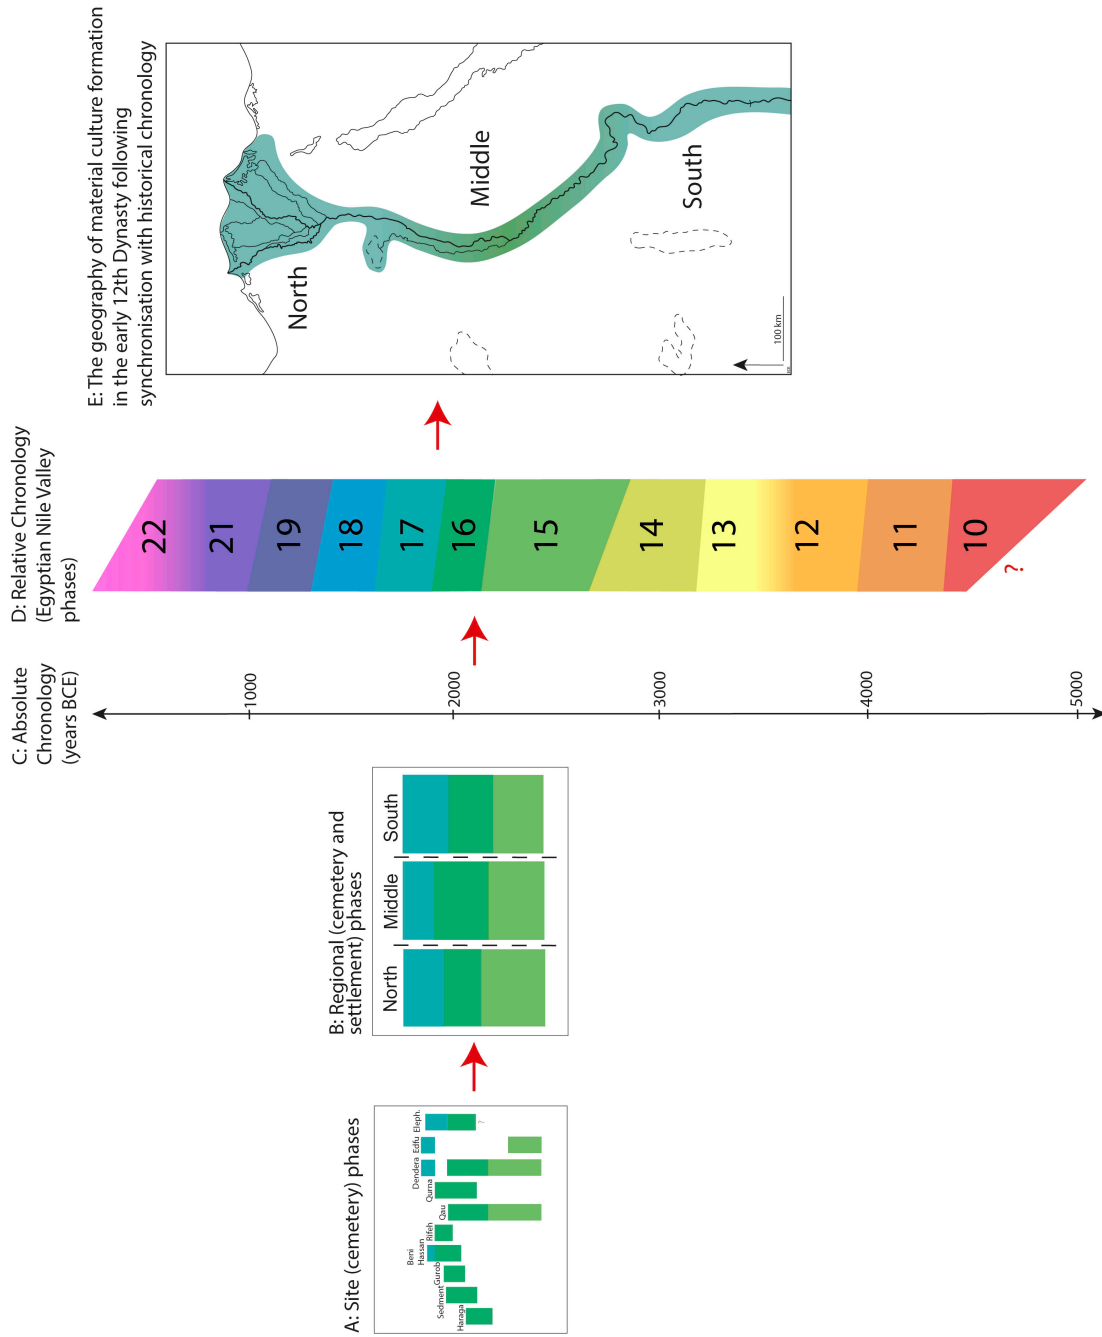 A: Site (cemetery) phases
Haraga
Sedment
Gurob
Beni
Hassan
Rifeh
Qau
Qurna
Dendera
Edfu
Eleph.
?
B: Regional (cemetery and
settlement) phases
North
Middle
South
C: Absolute
Chronology
(years BCE)
1000
2000
3000
4000
5000
D: Relative Chronology
(Egyptian Nile Valley
phases)
22
21
19
18
17
16
15
14
13
12
11
10
?
E: The geography of material culture formation
in the early 12th Dynasty following
synchronisation with historical chronology
North
Middle
South
100 km